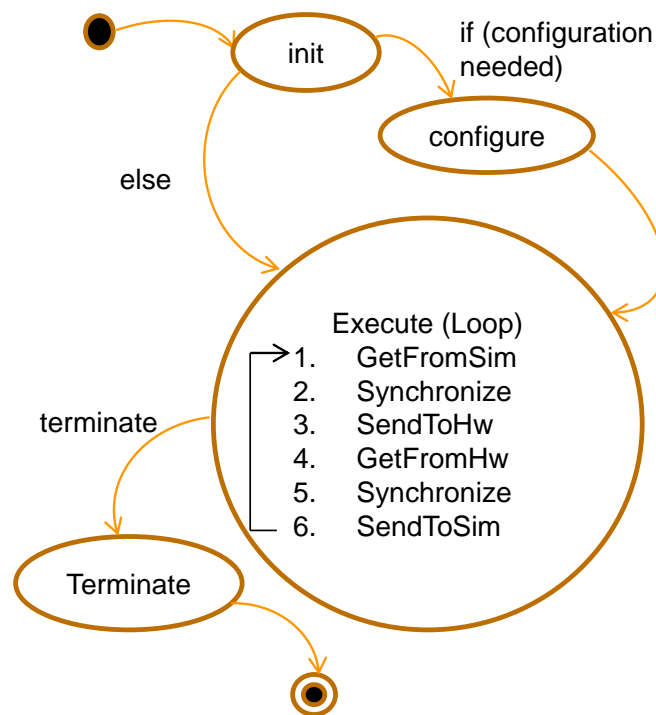 init
if (configuration
needed)
configure
else
Execute (Loop)
1. GetFromSim
2. Synchronize
3. SendToHw
4. GetFromHw
5. Synchronize
6. SendToSim
terminate
Terminate